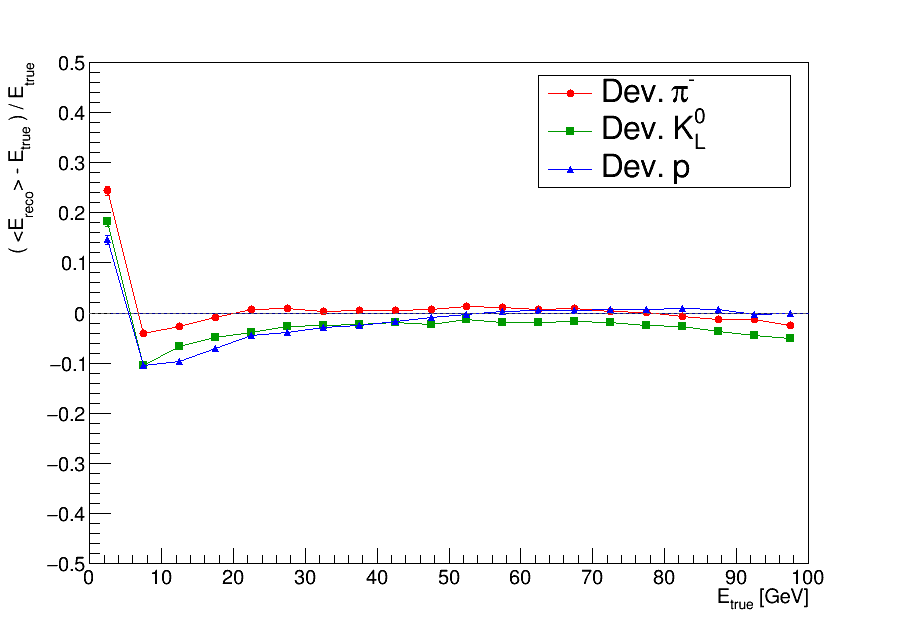 ( <E_reco> - E_true ) / E_true
0.5
0.4
0.3
0.2
0.1
0
−0.1
−0.2
−0.3
−0.4
−0.5
Dev. π⁻
Dev. K⁰_L
Dev. p
0 10 20 30 40 50 60 70 80 90 100
E_true [GeV]